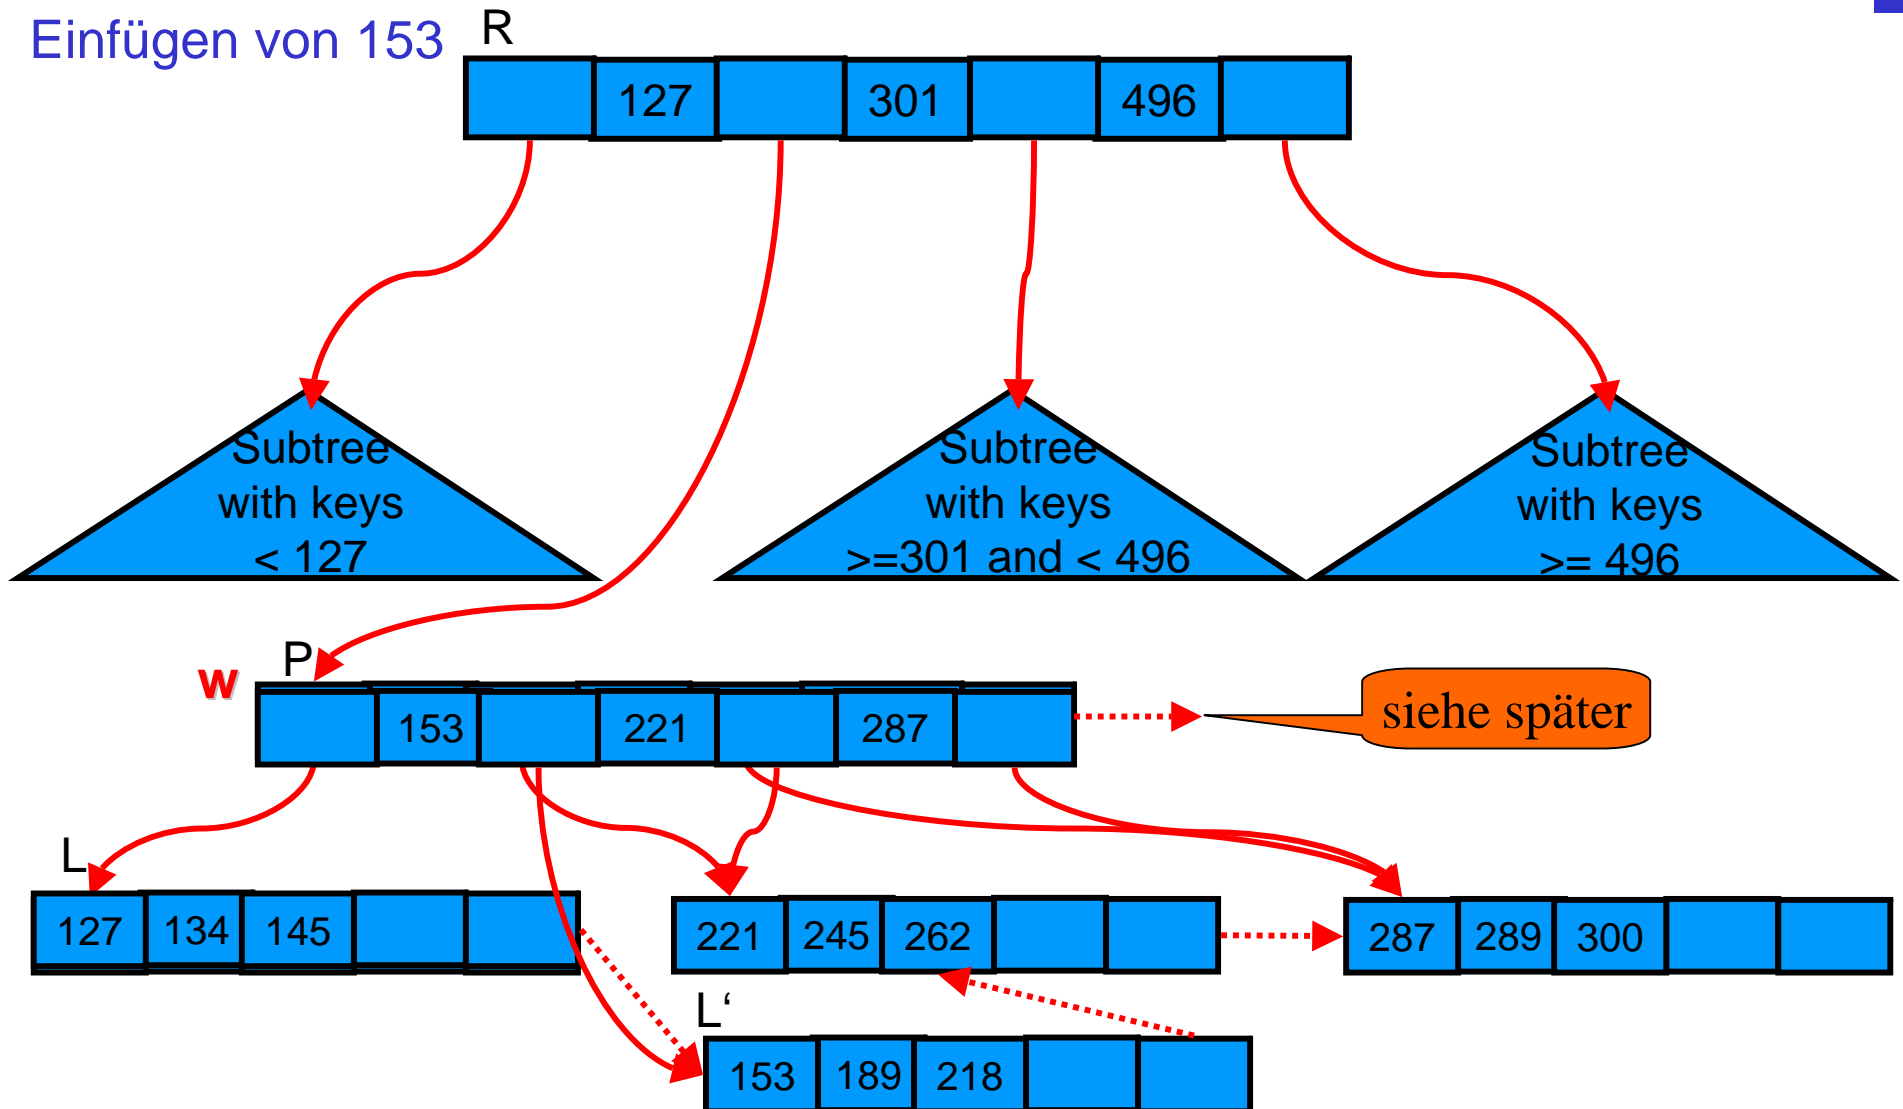 Einfügen von 153
R
127 301 496
Subtree
with keys
< 127
Subtree
with keys
>=301 and < 496
Subtree
with keys
>= 496
P
w
153 221 287
siehe später
L
127 134 145
221 245 262
287 289 300
L‘
153 189 218